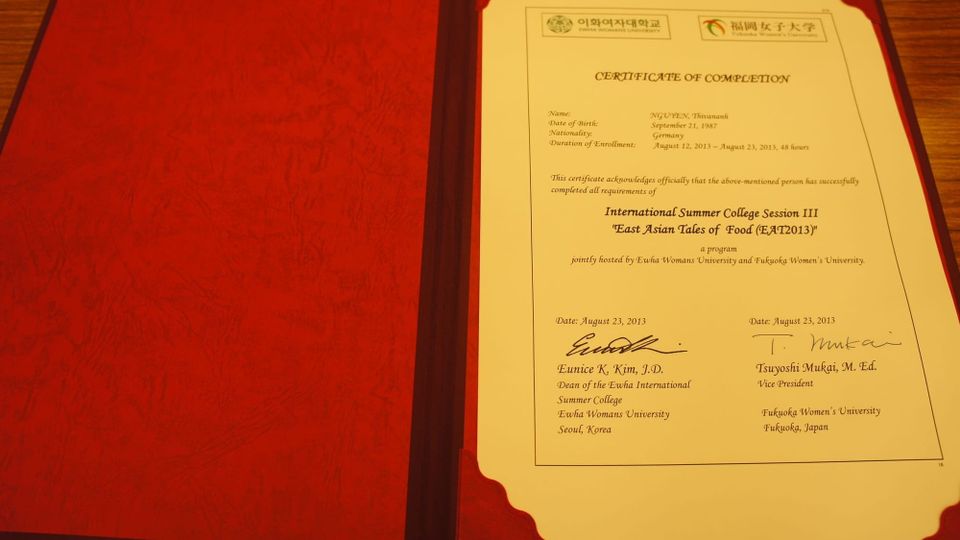 이화여자대학교
EWHA WOMANS UNIVERSITY
福岡女子大学
Fukuoka Women's University
CERTIFICATE OF COMPLETION
Name: NGUYEN, Thivananh
Date of Birth: September 21, 1987
Nationality: Germany
Duration of Enrollment: August 12, 2013 – August 23, 2013, 48 hours
This certificate acknowledges officially that the above-mentioned person has successfully
completed all requirements of
International Summer College Session III
"East Asian Tales of Food (EAT2013)"
a program
jointly hosted by Ewha Womans University and Fukuoka Women's University.
Date: August 23, 2013
Eunice K. Kim, J.D.
Dean of the Ewha International
Summer College
Ewha Womans University
Seoul, Korea
Date: August 23, 2013
T. Mukai
Tsuyoshi Mukai, M. Ed.
Vice President
Fukuoka Women's University
Fukuoka, Japan